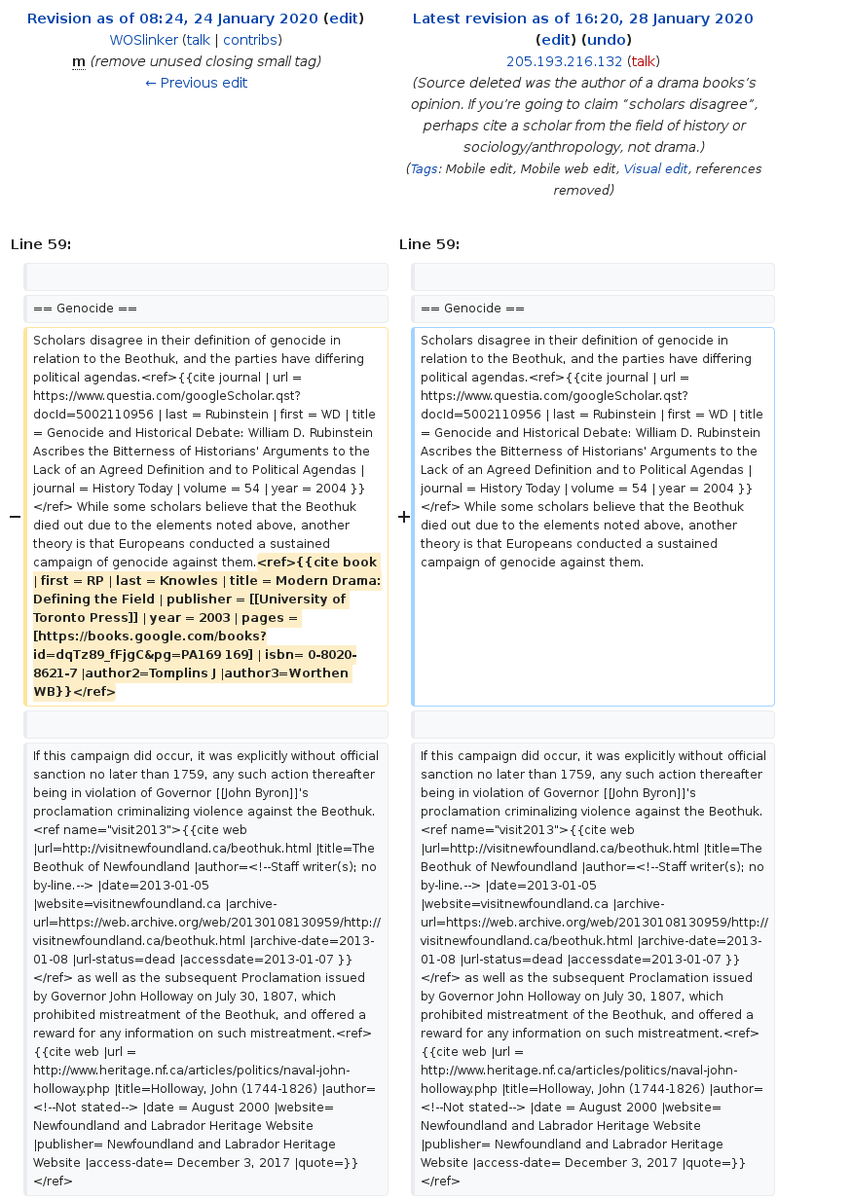 Revision as of 08:24, 24 January 2020 (edit)
WOSlinker (talk | contribs)
m (remove unused closing small tag)
← Previous edit
Latest revision as of 16:20, 28 January 2020
(edit) (undo)
205.193.216.132 (talk)
(Source deleted was the author of a drama books’s
opinion. If you’re going to claim “scholars disagree”,
perhaps cite a scholar from the field of history or
sociology/anthropology, not drama.)
(Tags: Mobile edit, Mobile web edit, Visual edit, references
removed)
Line 59:
Line 59:
== Genocide ==
== Genocide ==
−
Scholars disagree in their definition of genocide in
relation to the Beothuk, and the parties have differing
political agendas.<ref>{{cite journal | url =
https://www.questia.com/googleScholar.qst?
docId=5002110956 | last = Rubinstein | first = WD | title
= Genocide and Historical Debate: William D. Rubinstein
Ascribes the Bitterness of Historians' Arguments to the
Lack of an Agreed Definition and to Political Agendas |
journal = History Today | volume = 54 | year = 2004 }}
</ref> While some scholars believe that the Beothuk
died out due to the elements noted above, another
theory is that Europeans conducted a sustained
campaign of genocide against them.<ref>{{cite book
| first = RP | last = Knowles | title = Modern Drama:
Defining the Field | publisher = [[University of
Toronto Press]] | year = 2003 | pages =
[https://books.google.com/books?
id=dqTz89_fFjgC&pg=PA169 169] | isbn= 0-8020-
8621-7 |author2=Tomplins J |author3=Worthen
WB}}</ref>
+
Scholars disagree in their definition of genocide in
relation to the Beothuk, and the parties have differing
political agendas.<ref>{{cite journal | url =
https://www.questia.com/googleScholar.qst?
docId=5002110956 | last = Rubinstein | first = WD | title
= Genocide and Historical Debate: William D. Rubinstein
Ascribes the Bitterness of Historians' Arguments to the
Lack of an Agreed Definition and to Political Agendas |
journal = History Today | volume = 54 | year = 2004 }}
</ref> While some scholars believe that the Beothuk
died out due to the elements noted above, another
theory is that Europeans conducted a sustained
campaign of genocide against them.
If this campaign did occur, it was explicitly without official
sanction no later than 1759, any such action thereafter
being in violation of Governor [[John Byron]]'s
proclamation criminalizing violence against the Beothuk.
<ref name="visit2013">{{cite web
|url=http://visitnewfoundland.ca/beothuk.html |title=The
Beothuk of Newfoundland |author=<!--Staff writer(s); no
by-line.--> |date=2013-01-05
|website=visitnewfoundland.ca |archive-
url=https://web.archive.org/web/20130108130959/http://
visitnewfoundland.ca/beothuk.html |archive-date=2013-
01-08 |url-status=dead |accessdate=2013-01-07 }}
</ref> as well as the subsequent Proclamation issued
by Governor John Holloway on July 30, 1807, which
prohibited mistreatment of the Beothuk, and offered a
reward for any information on such mistreatment.<ref>
{{cite web |url =
http://www.heritage.nf.ca/articles/politics/naval-john-
holloway.php |title=Holloway, John (1744-1826) |author=
<!--Not stated--> |date = August 2000 |website=
Newfoundland and Labrador Heritage Website
|publisher= Newfoundland and Labrador Heritage
Website |access-date= December 3, 2017 |quote=}}
</ref>
If this campaign did occur, it was explicitly without official
sanction no later than 1759, any such action thereafter
being in violation of Governor [[John Byron]]'s
proclamation criminalizing violence against the Beothuk.
<ref name="visit2013">{{cite web
|url=http://visitnewfoundland.ca/beothuk.html |title=The
Beothuk of Newfoundland |author=<!--Staff writer(s); no
by-line.--> |date=2013-01-05
|website=visitnewfoundland.ca |archive-
url=https://web.archive.org/web/20130108130959/http://
visitnewfoundland.ca/beothuk.html |archive-date=2013-
01-08 |url-status=dead |accessdate=2013-01-07 }}
</ref> as well as the subsequent Proclamation issued
by Governor John Holloway on July 30, 1807, which
prohibited mistreatment of the Beothuk, and offered a
reward for any information on such mistreatment.<ref>
{{cite web |url =
http://www.heritage.nf.ca/articles/politics/naval-john-
holloway.php |title=Holloway, John (1744-1826) |author=
<!--Not stated--> |date = August 2000 |website=
Newfoundland and Labrador Heritage Website
|publisher= Newfoundland and Labrador Heritage
Website |access-date= December 3, 2017 |quote=}}
</ref>